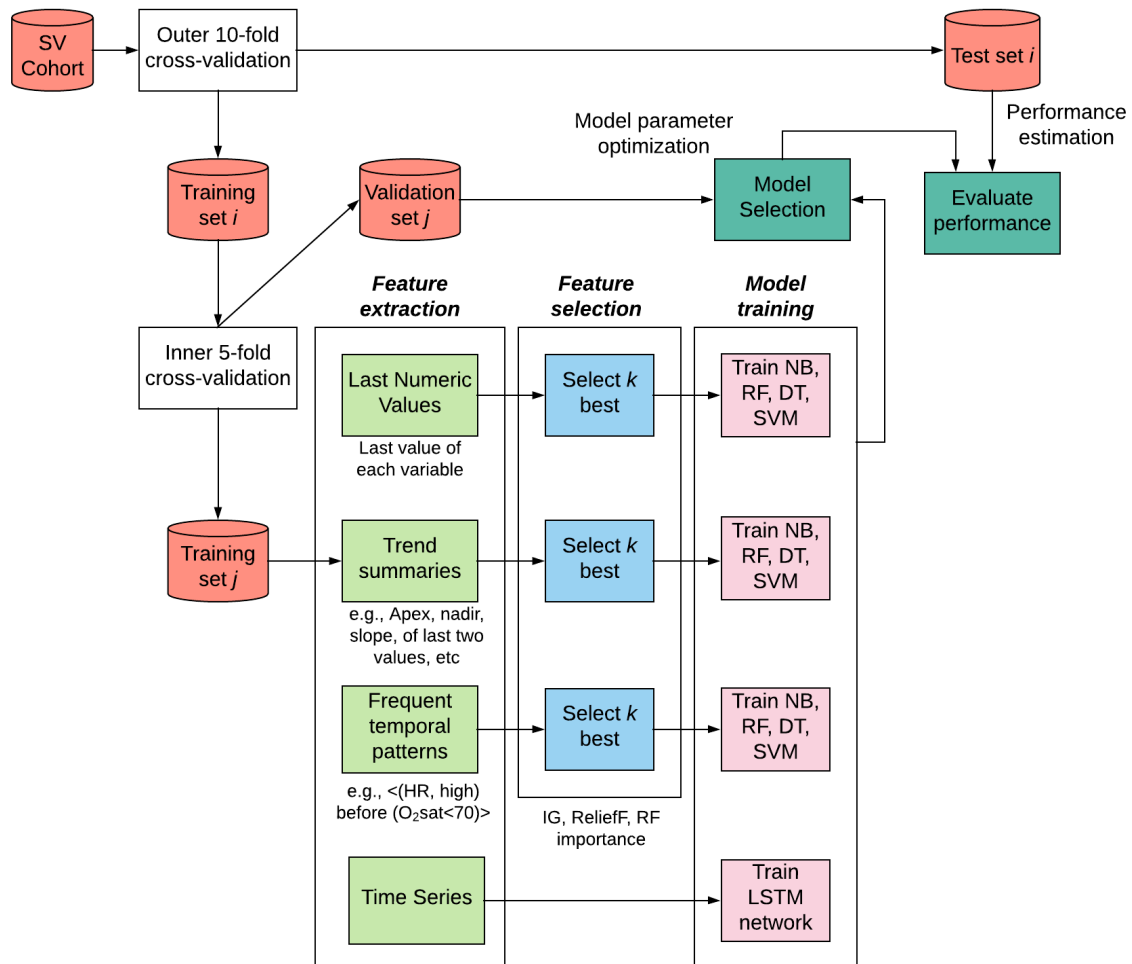 SV
Cohort
Outer 10-fold
cross-validation
Test set i
Model parameter
optimization
Performance
estimation
Training
set i
Validation
set j
Model
Selection
Evaluate
performance
Feature
extraction
Feature
selection
Model
training
Inner 5-fold
cross-validation
Last Numeric
Values
Select k
best
Train NB,
RF, DT,
SVM
Last value of
each variable
Training
set j
Trend
summaries
Select k
best
Train NB,
RF, DT,
SVM
e.g., Apex, nadir,
slope, of last two
values, etc
Frequent
temporal
patterns
Select k
best
Train NB,
RF, DT,
SVM
e.g., <(HR, high)
before (O₂sat<70)>
IG, ReliefF, RF
importance
Time Series
Train
LSTM
network